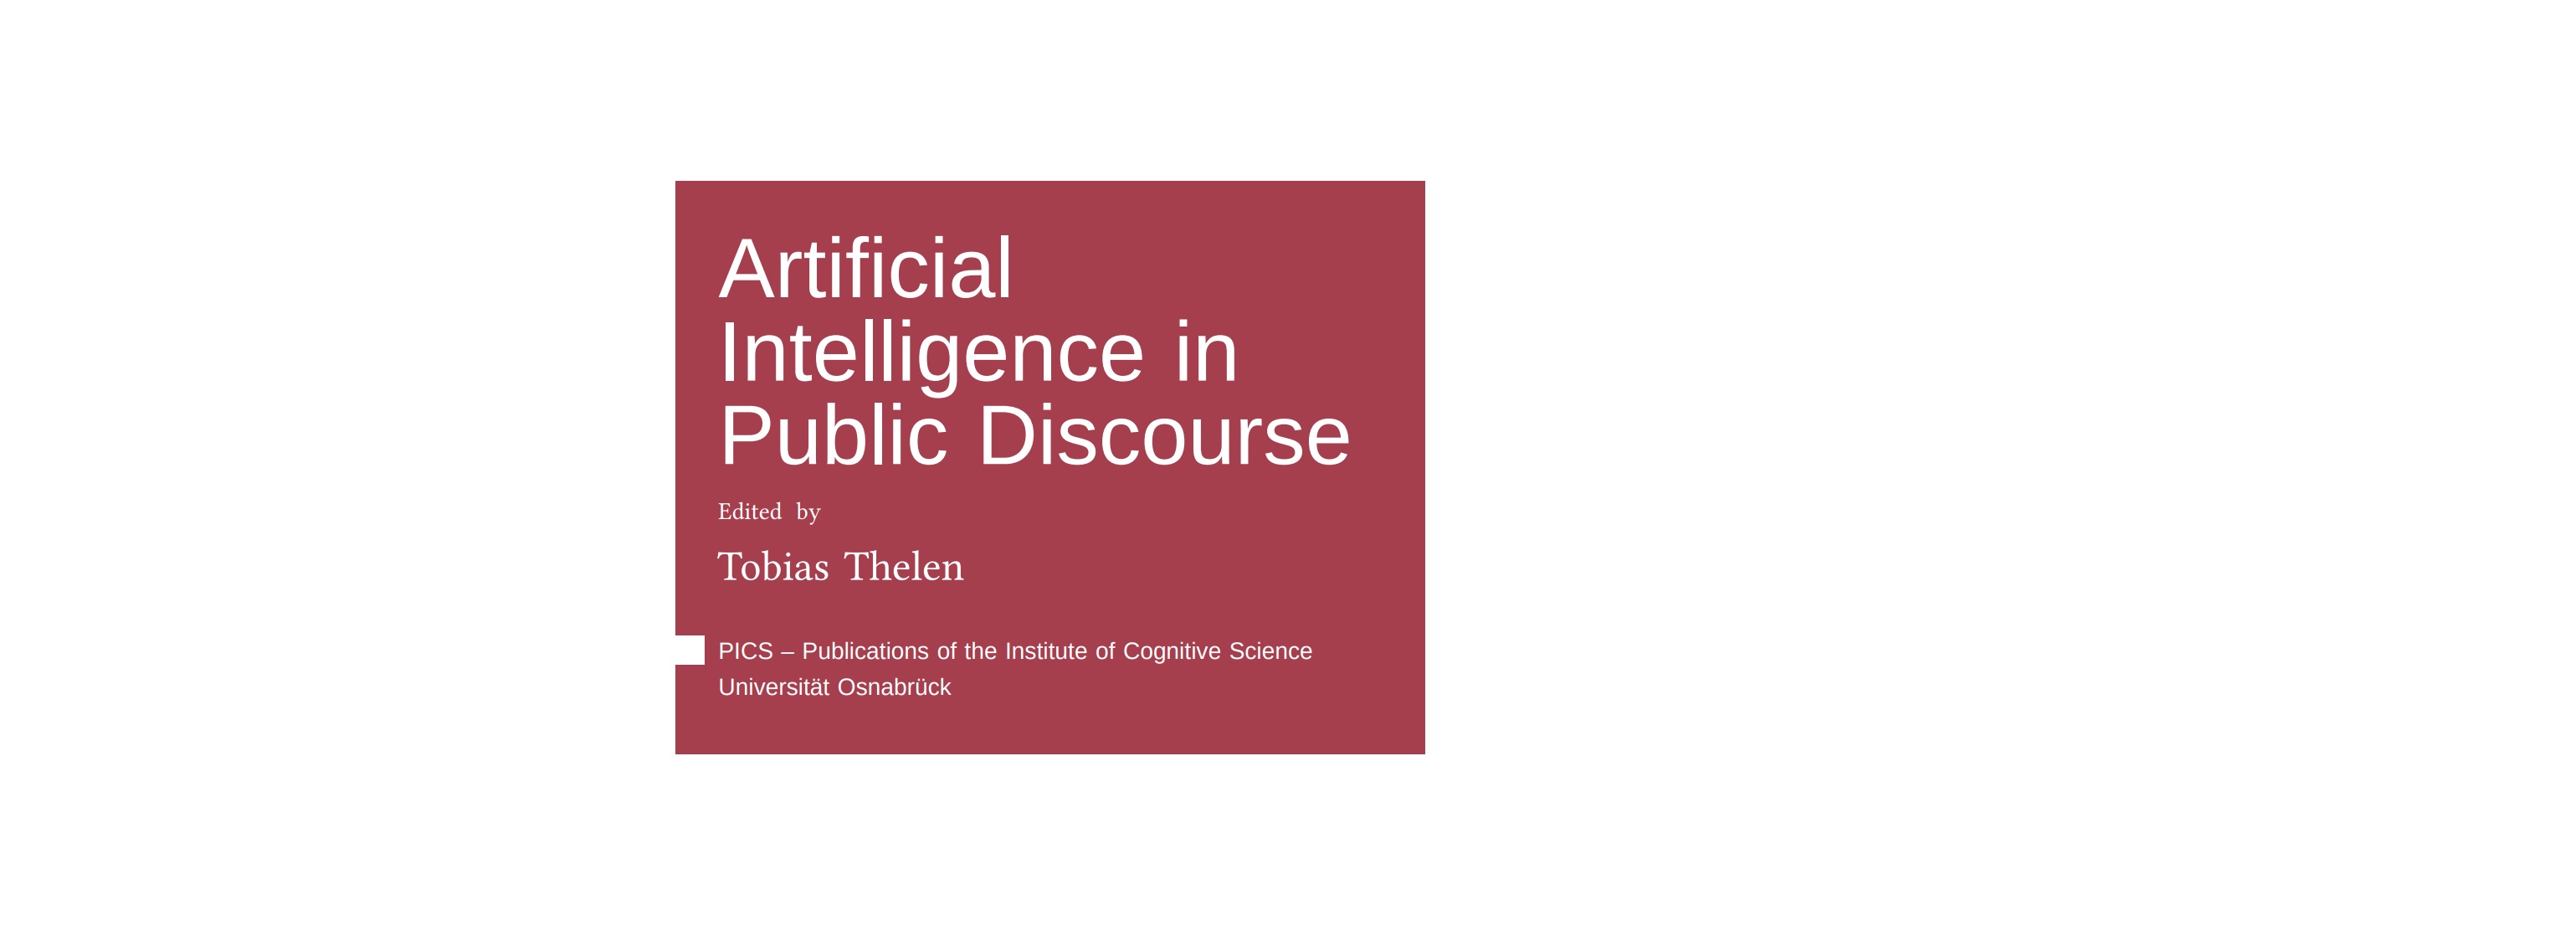 Artificial
Intelligence in
Public Discourse
Edited by
Tobias Thelen
PICS – Publications of the Institute of Cognitive Science
Universität Osnabrück